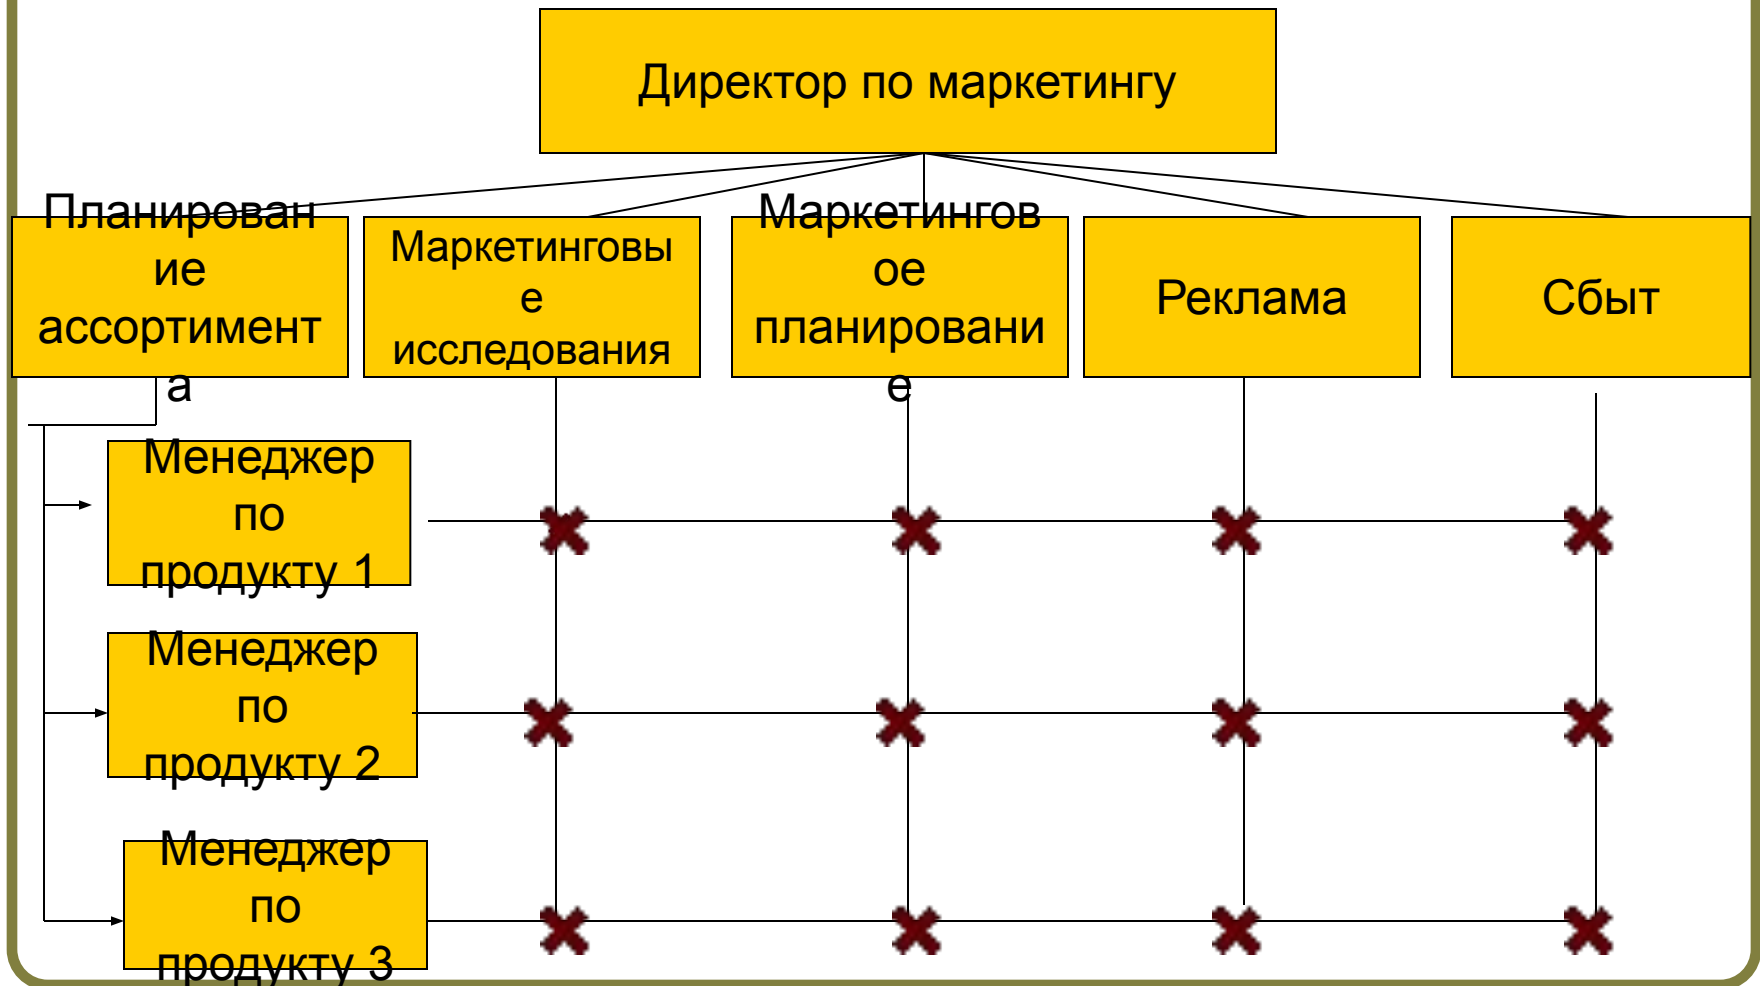 Директор по маркетингу
Планирован
ие
ассортимент
а
Маркетинговы
е
исследования
Маркетингов
ое
планировани
е
Реклама
Сбыт
Менеджер
по
продукту 1
Менеджер
по
продукту 2
Менеджер
по
продукту 3